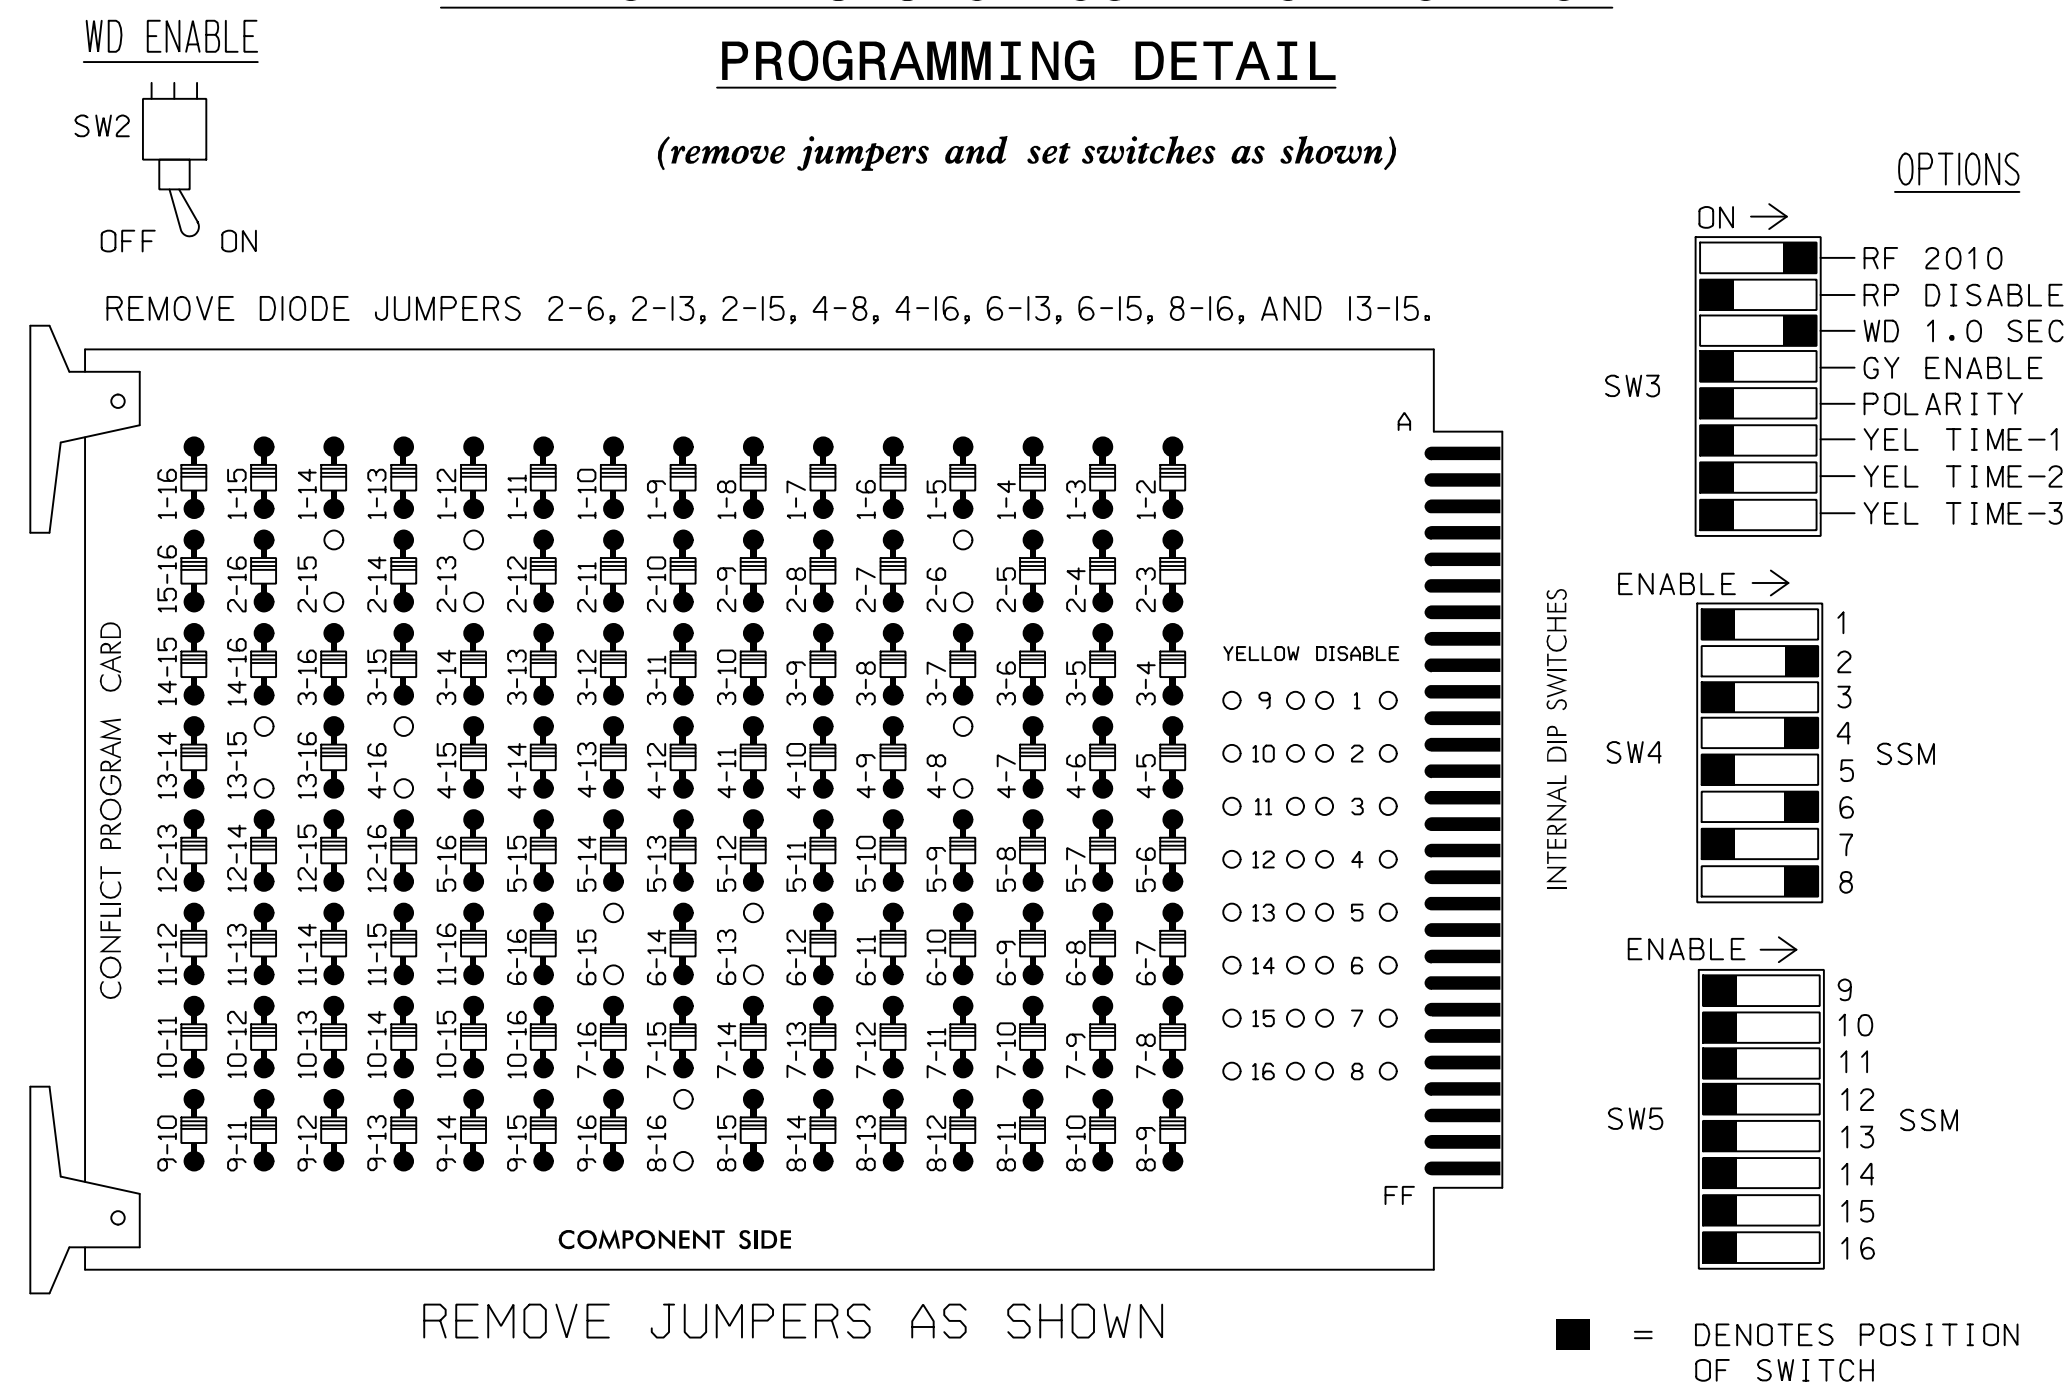 WD ENABLE
PROGRAMMING DETAIL
SW2
(remove jumpers and set switches as shown)
OFF ON
OPTIONS
ON →
RF 2010
RP DISABLE
WD 1.0 SEC
GY ENABLE
POLARITY
YEL TIME-1
YEL TIME-2
YEL TIME-3
SW3
REMOVE DIODE JUMPERS 2-6, 2-13, 2-15, 4-8, 4-16, 6-13, 6-15, 8-16, AND 13-15.
A
1-16 1-15 1-14 1-13 1-12 1-11 1-10 1-9 1-8 1-7 1-6 1-5 1-4 1-3 1-2
15-16 2-16 2-15 2-14 2-13 2-12 2-11 2-10 2-9 2-8 2-7 2-6 2-5 2-4 2-3
14-15 14-16 3-16 3-15 3-14 3-13 3-12 3-11 3-10 3-9 3-8 3-7 3-6 3-5 3-4
13-14 13-15 13-16 4-16 4-15 4-14 4-13 4-12 4-11 4-10 4-9 4-8 4-7 4-6 4-5
12-13 12-14 12-15 12-16 5-16 5-15 5-14 5-13 5-12 5-11 5-10 5-9 5-8 5-7 5-6
11-12 11-13 11-14 11-15 11-16 6-16 6-15 6-14 6-13 6-12 6-11 6-10 6-9 6-8 6-7
10-11 10-12 10-13 10-14 10-15 10-16 7-16 7-15 7-14 7-13 7-12 7-11 7-10 7-9 7-8
9-10 9-11 9-12 9-13 9-14 9-15 9-16 8-16 8-15 8-14 8-13 8-12 8-11 8-10 8-9
CONFLICT PROGRAM CARD
YELLOW DISABLE
9 1
10 2
11 3
12 4
13 5
14 6
15 7
16 8
FF
COMPONENT SIDE
INTERNAL DIP SWITCHES
ENABLE →
1
2
3
4
5
6
7
8
SW4
SSM
ENABLE →
9
10
11
12
13
14
15
16
SW5
SSM
REMOVE JUMPERS AS SHOWN
= DENOTES POSITION
OF SWITCH